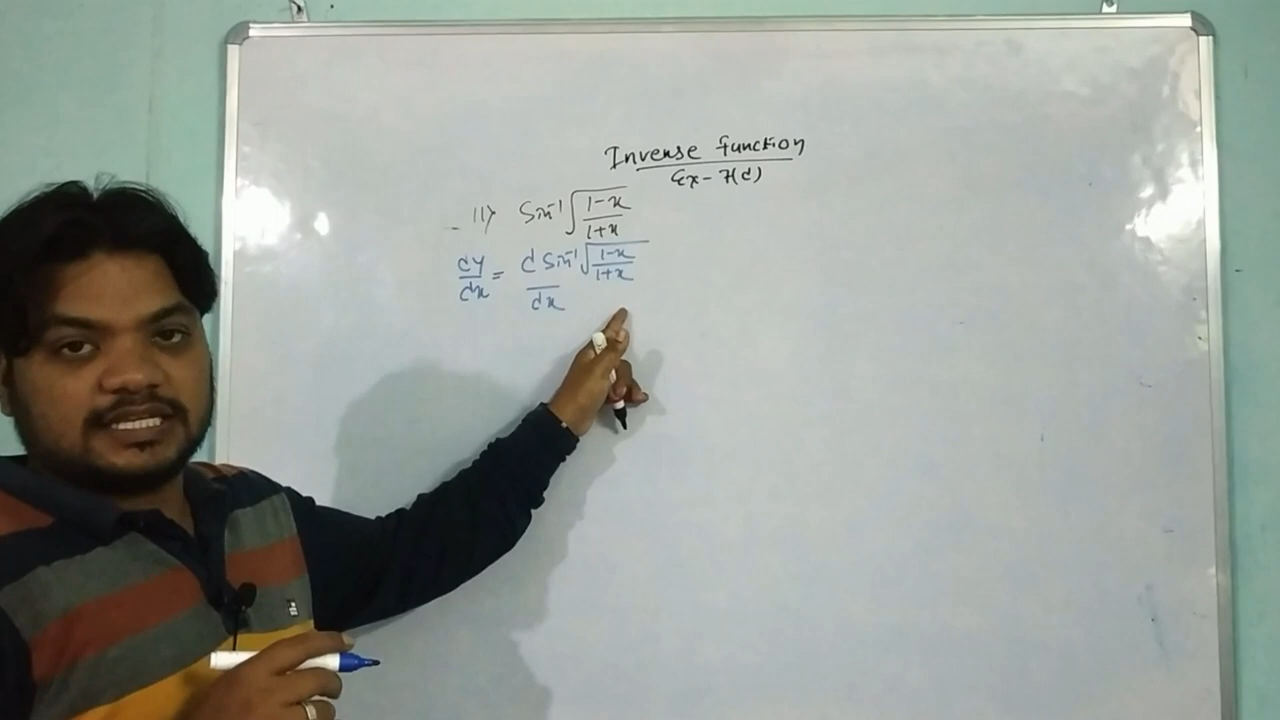 Inverse function
Ex-7(d)
11) Sin⁻¹√(1-x)/(1+x)
dy/dx = d Sin⁻¹√(1-x)/(1+x) / dx